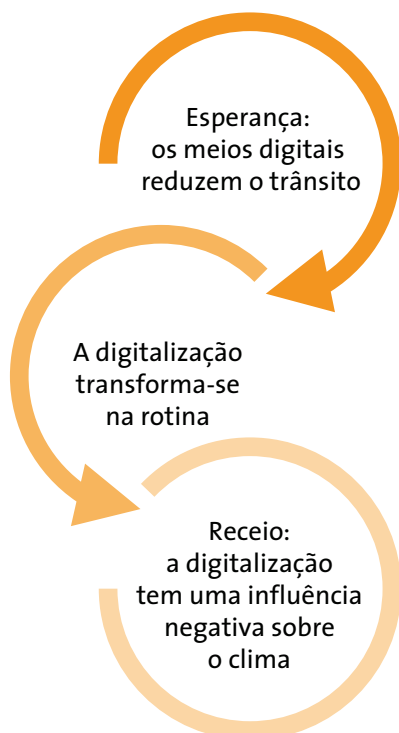 Esperança:
os meios digitais
reduzem o trânsito
A digitalização
transforma-se
na rotina
Receio:
a digitalização
tem uma influência
negativa sobre
o clima